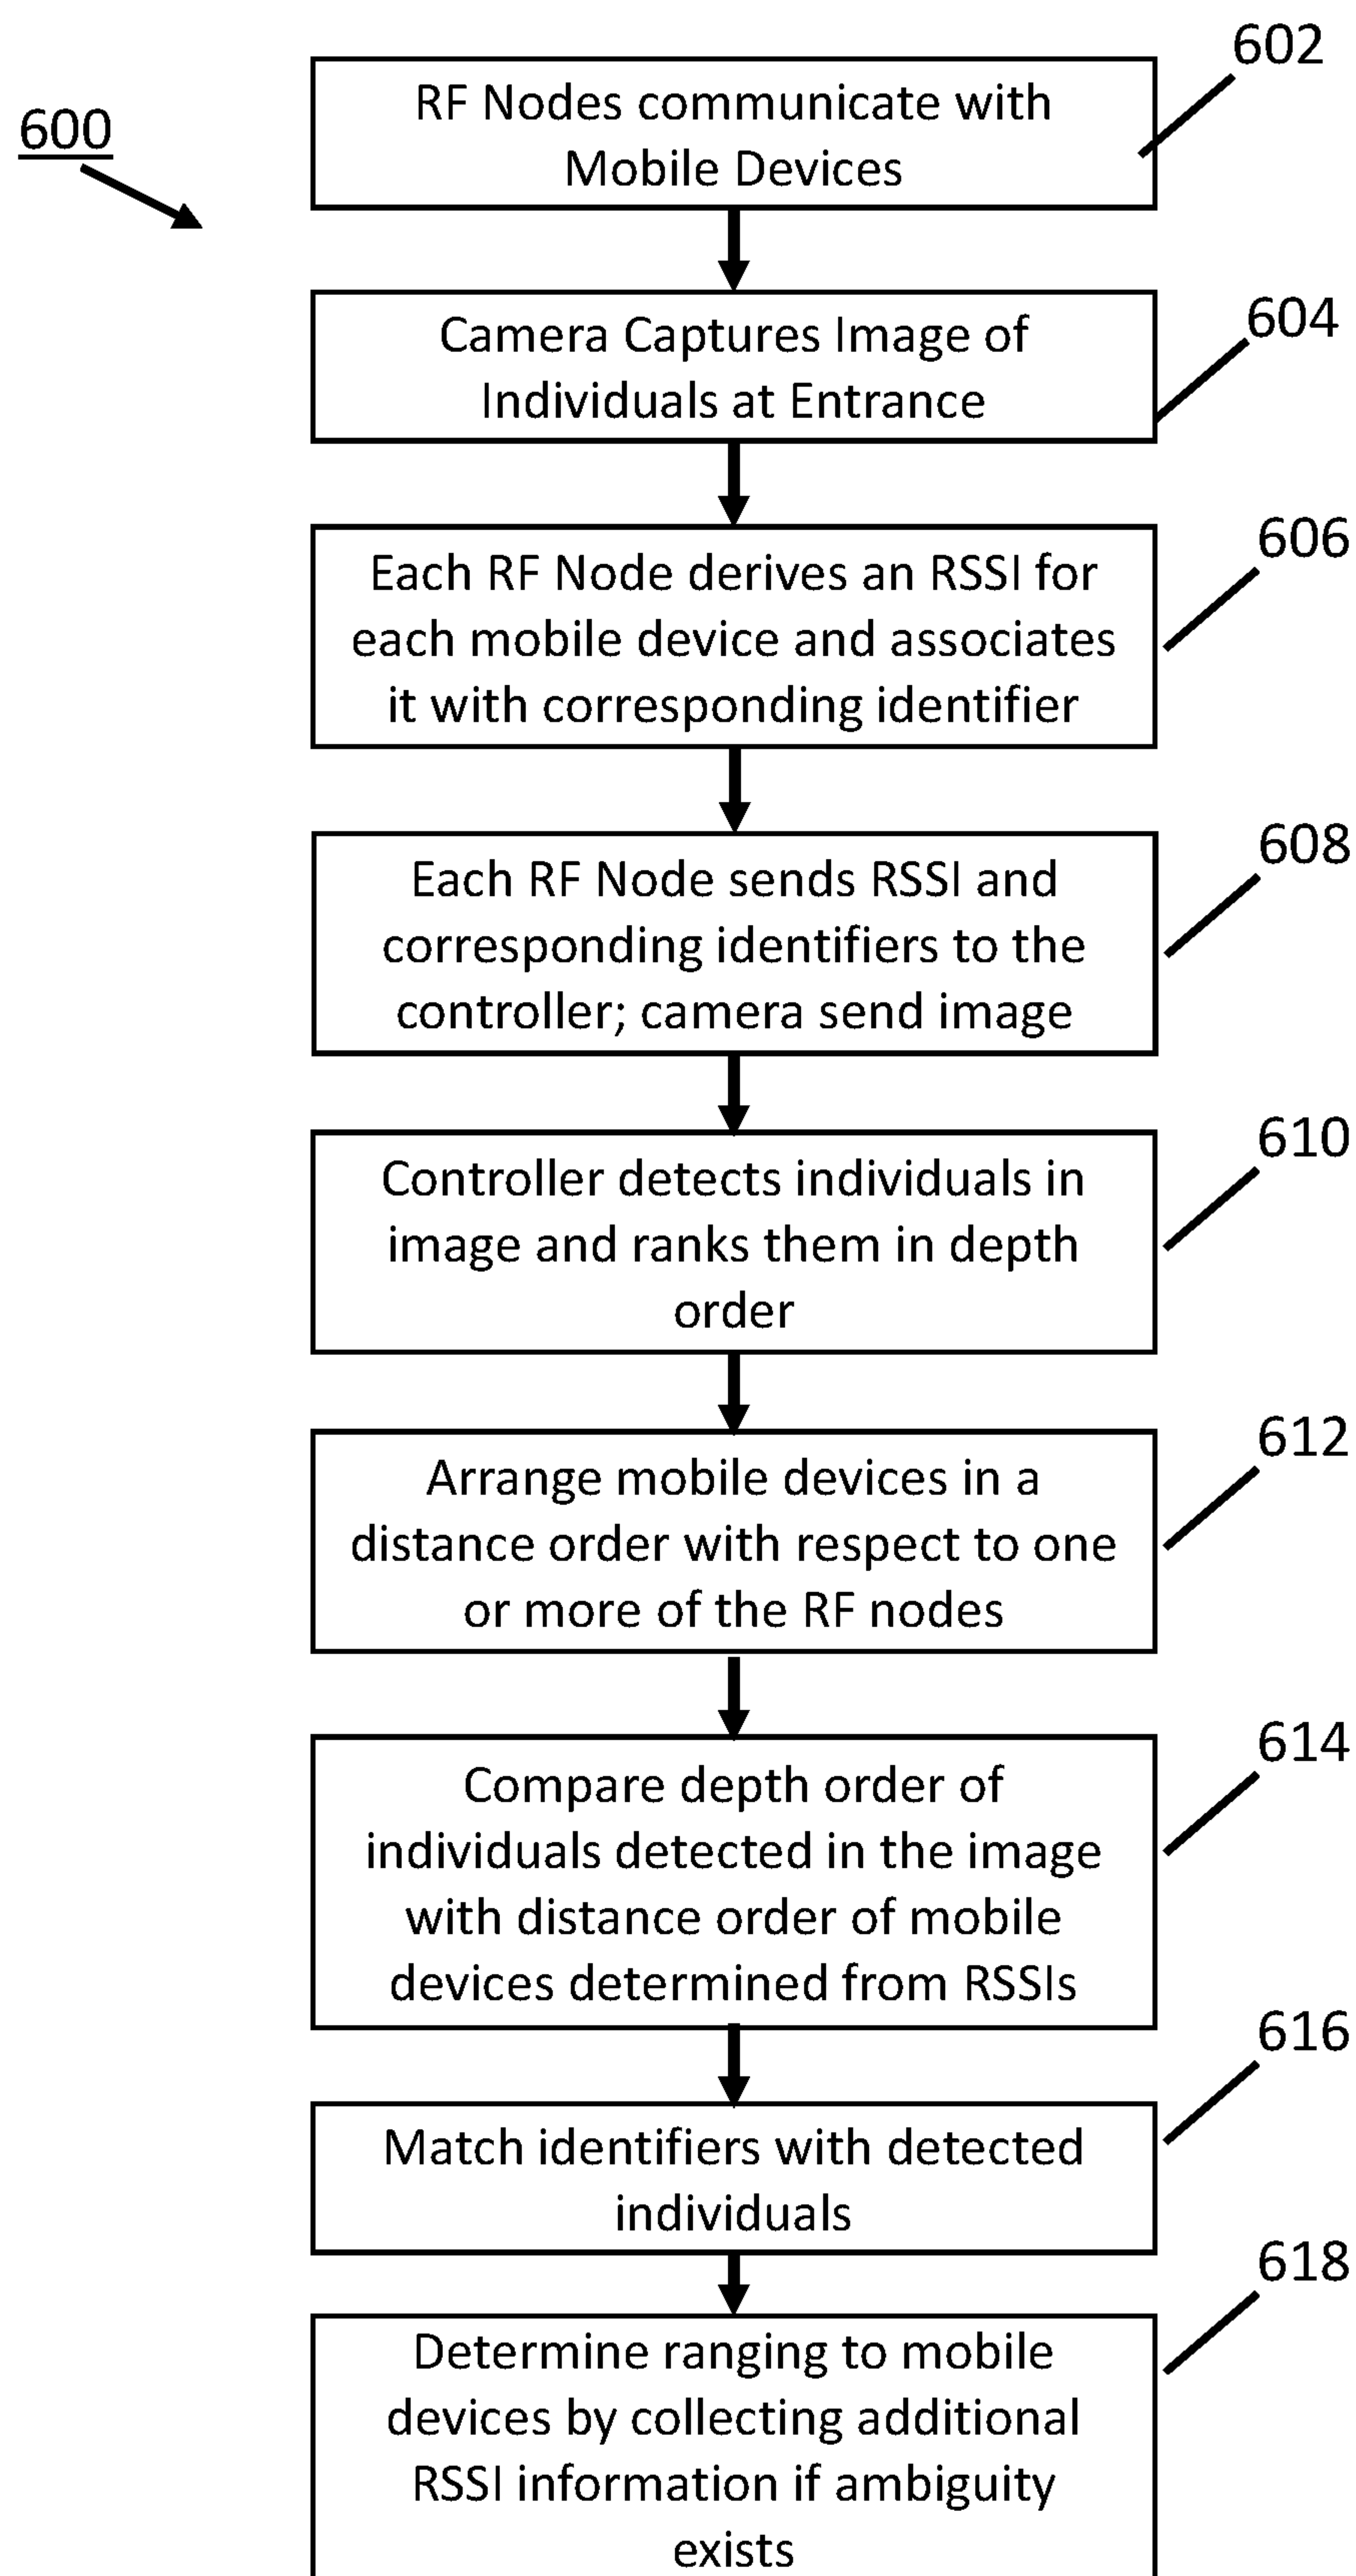 602
600
RF Nodes communicate with
Mobile Devices
604
Camera Captures Image of
Individuals at Entrance
606
Each RF Node derives an RSSI for
each mobile device and associates
it with corresponding identifier
608
Each RF Node sends RSSI and
corresponding identifiers to the
controller; camera send image
610
Controller detects individuals in
image and ranks them in depth
order
612
Arrange mobile devices in a
distance order with respect to one
or more of the RF nodes
614
Compare depth order of
individuals detected in the image
with distance order of mobile
devices determined from RSSIs
616
Match identifiers with detected
individuals
618
Determine ranging to mobile
devices by collecting additional
RSSI information if ambiguity
exists